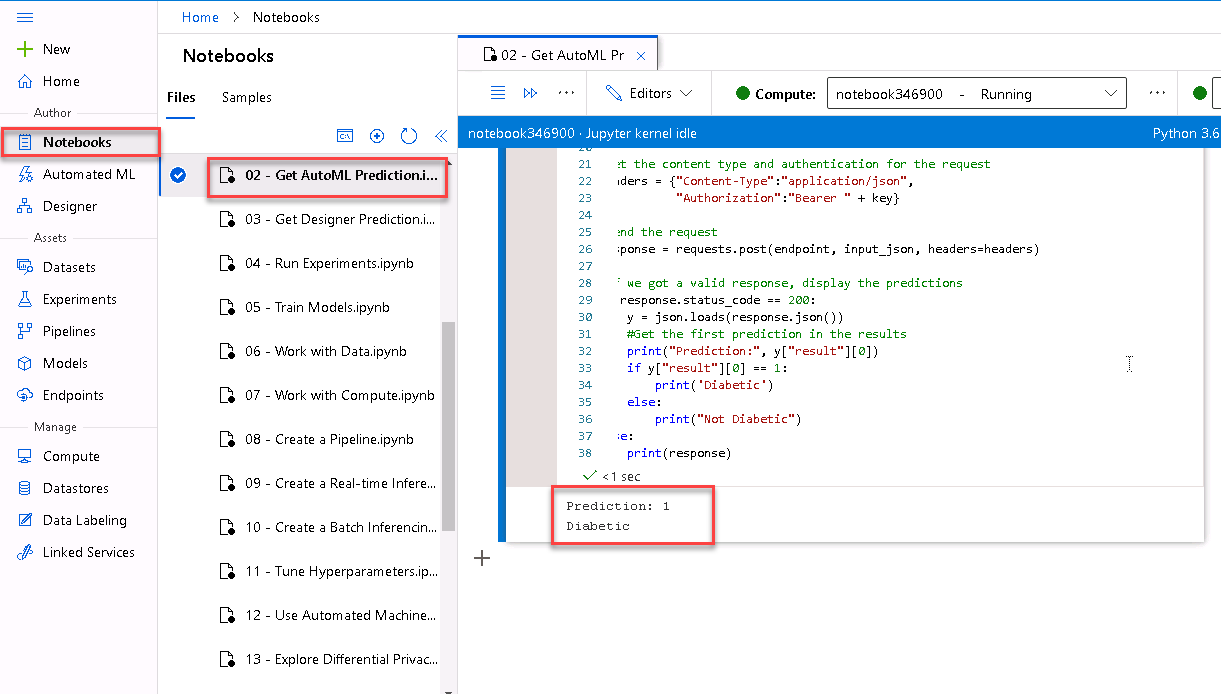 Home > Notebooks
New
Home
Author
Notebooks
Automated ML
Designer
Assets
Datasets
Experiments
Pipelines
Models
Endpoints
Manage
Compute
Datastores
Data Labeling
Linked Services
Notebooks
Files Samples
02 - Get AutoML Prediction.i...
03 - Get Designer Prediction.i...
04 - Run Experiments.ipynb
05 - Train Models.ipynb
06 - Work with Data.ipynb
07 - Work with Compute.ipynb
08 - Create a Pipeline.ipynb
09 - Create a Real-time Infere...
10 - Create a Batch Inferencin...
11 - Tune Hyperparameters.ip...
12 - Use Automated Machine...
13 - Explore Differential Privac...
02 - Get AutoML Pr
Editors
Compute: notebook346900 - Running
notebook346900 · Jupyter kernel idle Python 3.6
20
21 et the content type and authentication for the request
22 aders = {"Content-Type":"application/json",
23 "Authorization":"Bearer " + key}
24
25 end the request
26 sponse = requests.post(endpoint, input_json, headers=headers)
27
28 f we got a valid response, display the predictions
29 response.status_code == 200:
30 y = json.loads(response.json())
31 #Get the first prediction in the results
32 print("Prediction:", y["result"][0])
33 if y["result"][0] == 1:
34 print('Diabetic')
35 else:
36 print("Not Diabetic")
37 se:
38 print(response)
<1 sec
Prediction: 1
Diabetic